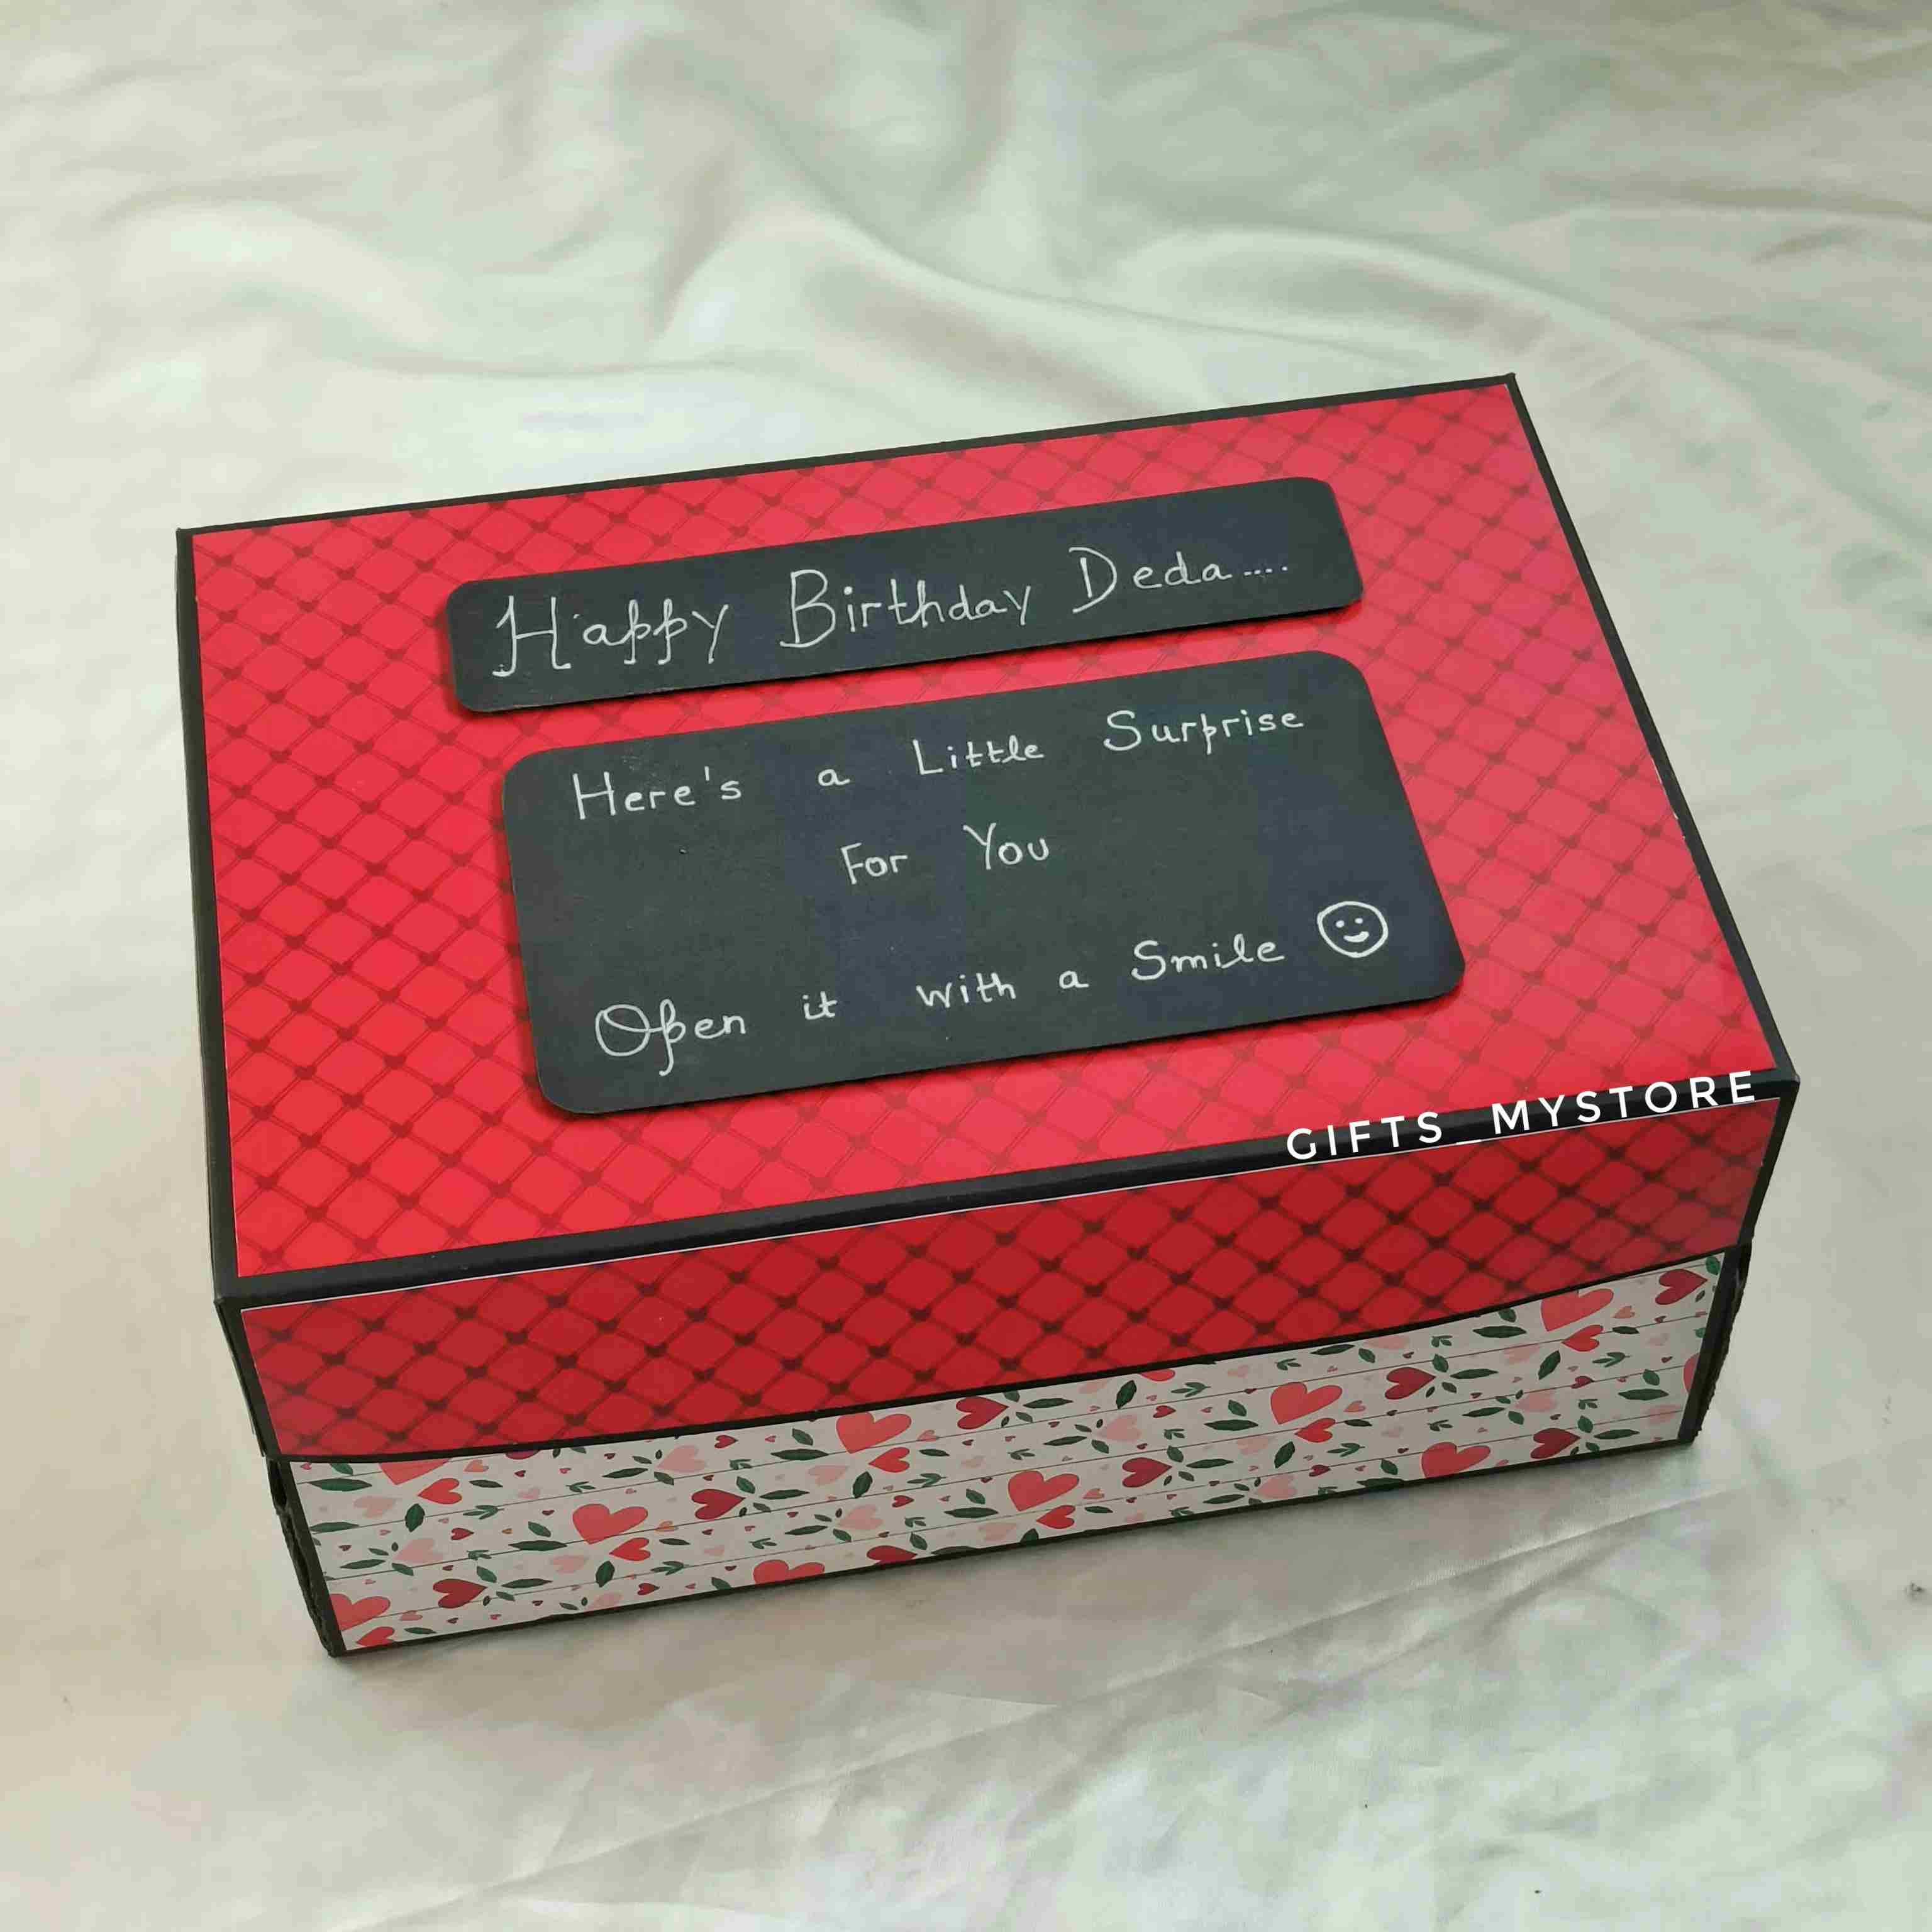 Happy Birthday Deda.....
Here's a Little Surprise
For You
Open it with a Smile
GIFTS_MYSTORE